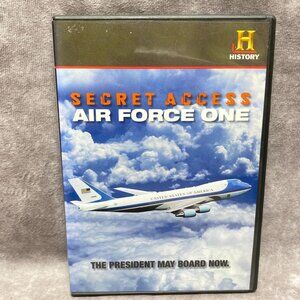 H
HISTORY
SECRET ACCESS
AIR FORCE ONE
UNITED STATES OF AMERICA
THE PRESIDENT MAY BOARD NOW.